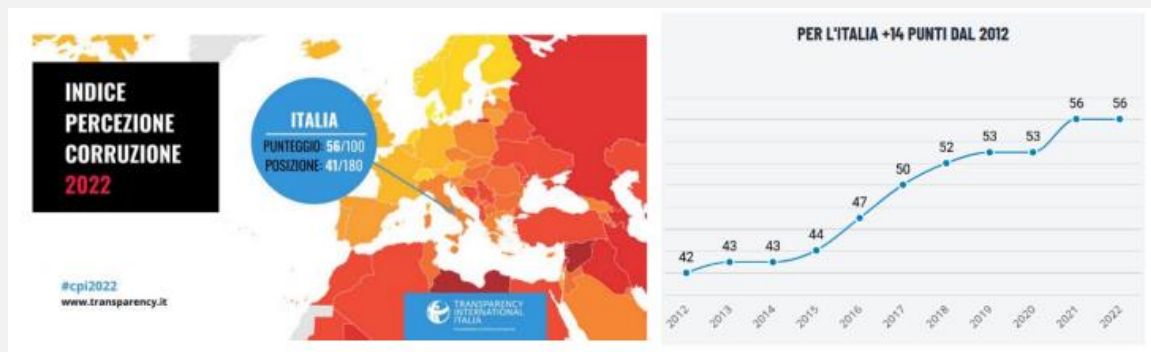 INDICE
PERCEZIONE
CORRUZIONE
2022
ITALIA
PUNTEGGIO: 56/100
POSIZIONE: 41/180
#cpi2022
www.transparency.it
TRANSPARENCY
INTERNATIONAL
ITALIA
PER L'ITALIA +14 PUNTI DAL 2012
42
43
43
44
47
50
52
53
53
56
56
2012
2013
2014
2015
2016
2017
2018
2019
2020
2021
2022